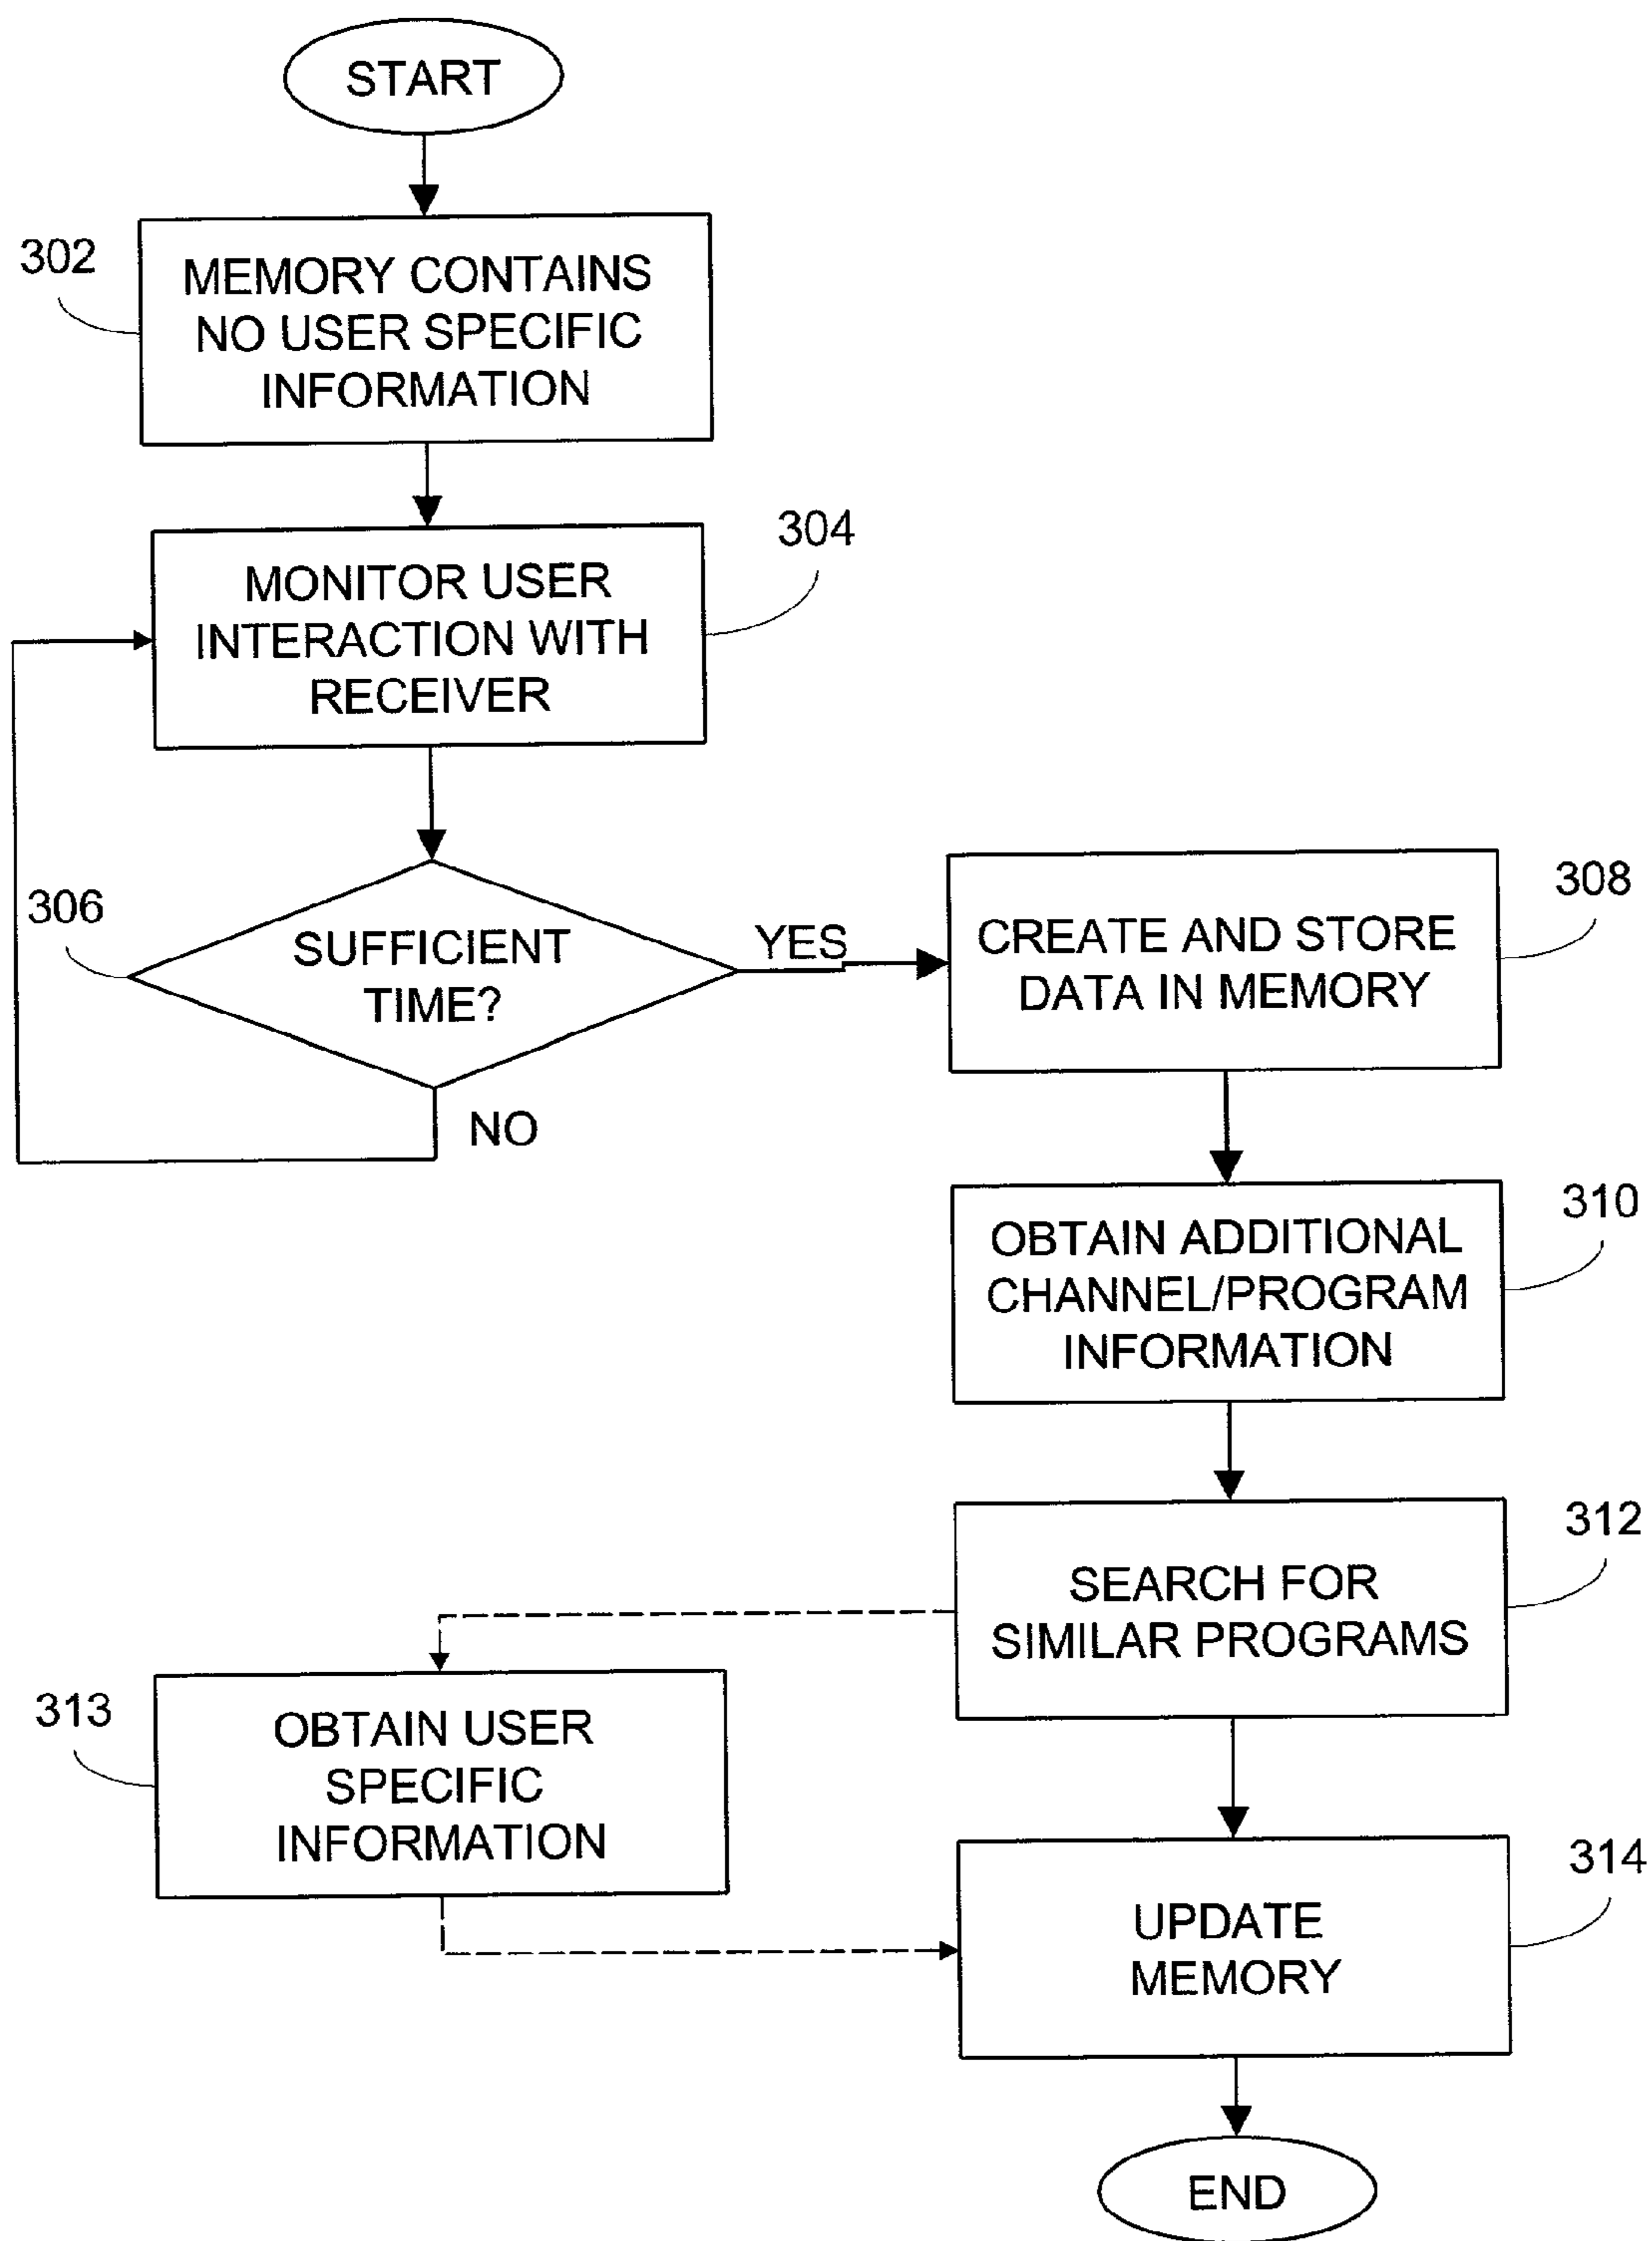 START
302
MEMORY CONTAINS
NO USER SPECIFIC
INFORMATION
304
MONITOR USER
INTERACTION WITH
RECEIVER
306
SUFFICIENT
TIME?
YES
NO
308
CREATE AND STORE
DATA IN MEMORY
310
OBTAIN ADDITIONAL
CHANNEL/PROGRAM
INFORMATION
312
SEARCH FOR
SIMILAR PROGRAMS
313
OBTAIN USER
SPECIFIC
INFORMATION
314
UPDATE
MEMORY
END